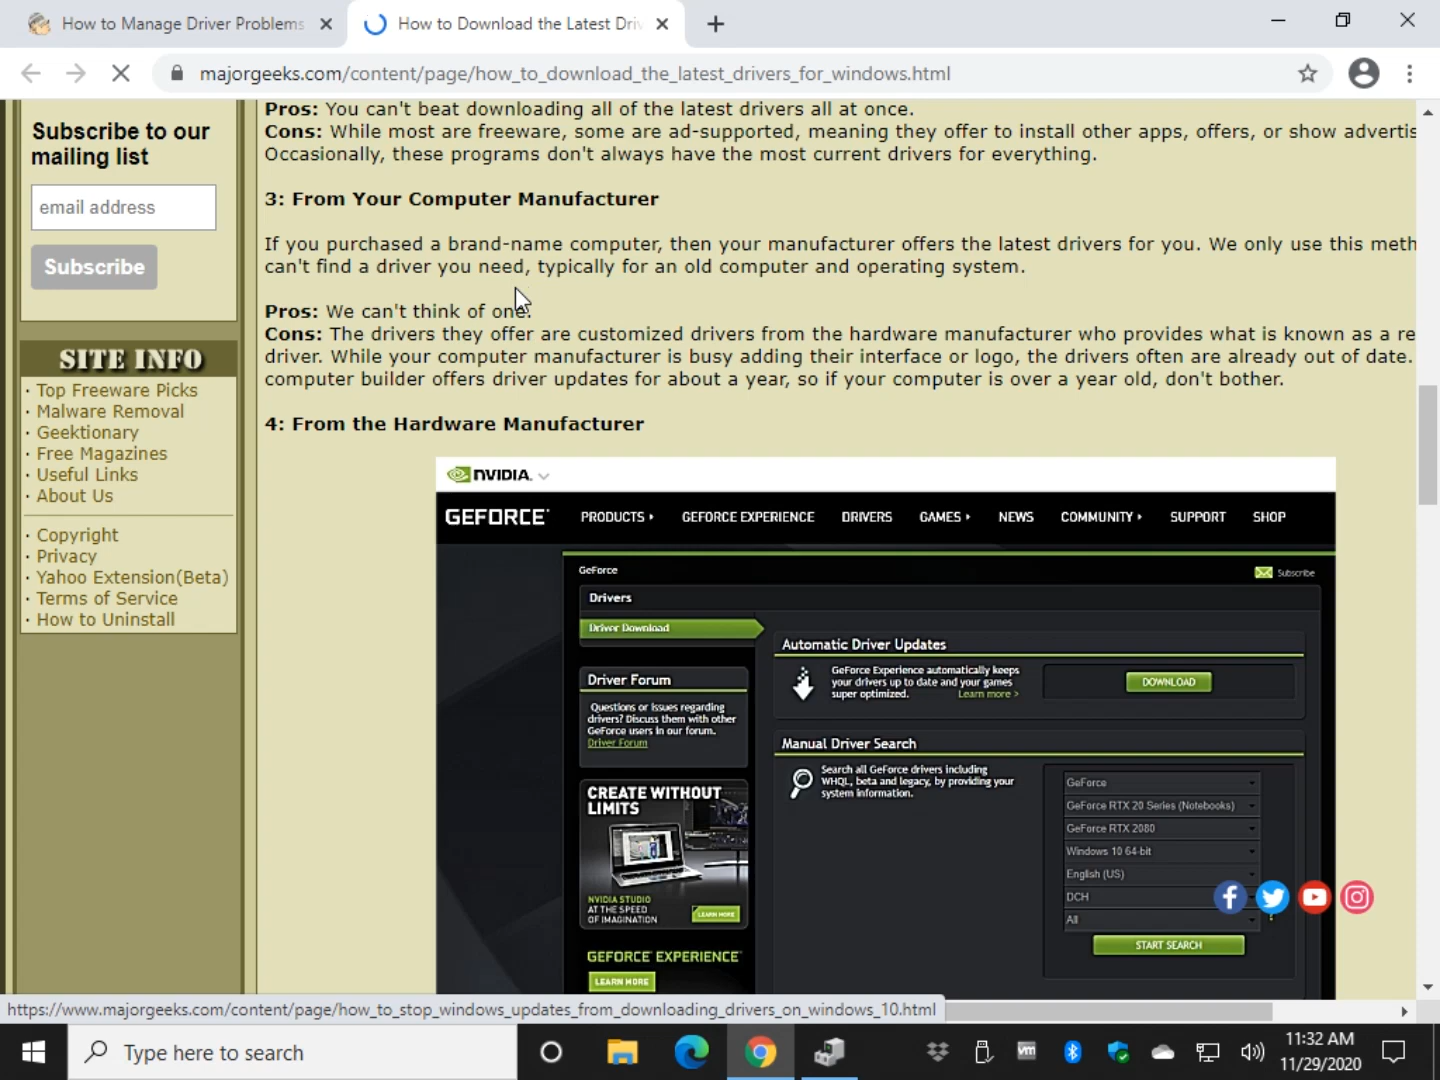 How to Manage Driver Problems
How to Download the Latest Driv
majorgeeks.com/content/page/how_to_download_the_latest_drivers_for_windows.html
Subscribe to our
mailing list
email address
Subscribe
SITE INFO
· Top Freeware Picks
· Malware Removal
· Geektionary
· Free Magazines
· Useful Links
· About Us
· Copyright
· Privacy
· Yahoo Extension(Beta)
· Terms of Service
· How to Uninstall
Pros: You can't beat downloading all of the latest drivers all at once.
Cons: While most are freeware, some are ad-supported, meaning they offer to install other apps, offers, or show advertis
Occasionally, these programs don't always have the most current drivers for everything.
3: From Your Computer Manufacturer
If you purchased a brand-name computer, then your manufacturer offers the latest drivers for you. We only use this meth
can't find a driver you need, typically for an old computer and operating system.
Pros: We can't think of one.
Cons: The drivers they offer are customized drivers from the hardware manufacturer who provides what is known as a re
driver. While your computer manufacturer is busy adding their interface or logo, the drivers often are already out of date.
computer builder offers driver updates for about a year, so if your computer is over a year old, don't bother.
4: From the Hardware Manufacturer
NVIDIA.
GEFORCE
PRODUCTS GEFORCE EXPERIENCE DRIVERS GAMES NEWS COMMUNITY SUPPORT SHOP
GeForce
Subscribe
Drivers
Driver Download
Driver Forum
Questions or issues regarding
drivers? Discuss them with other
GeForce users in our forum.
Driver Forum
CREATE WITHOUT
LIMITS
NVIDIA STUDIO
AT THE SPEED
OF IMAGINATION
LEARN MORE
GEFORCE EXPERIENCE
LEARN MORE
Automatic Driver Updates
GeForce Experience automatically keeps
your drivers up to date and your games
super optimized. Learn more >
DOWNLOAD
Manual Driver Search
Search all GeForce drivers including
WHQL, beta and legacy, by providing your
system information.
GeForce
GeForce RTX 20 Series (Notebooks)
GeForce RTX 2080
Windows 10 64-bit
English (US)
DCH
All
?
START SEARCH
https://www.majorgeeks.com/content/page/how_to_stop_windows_updates_from_downloading_drivers_on_windows_10.html
Type here to search
vm
11:32 AM
11/29/2020